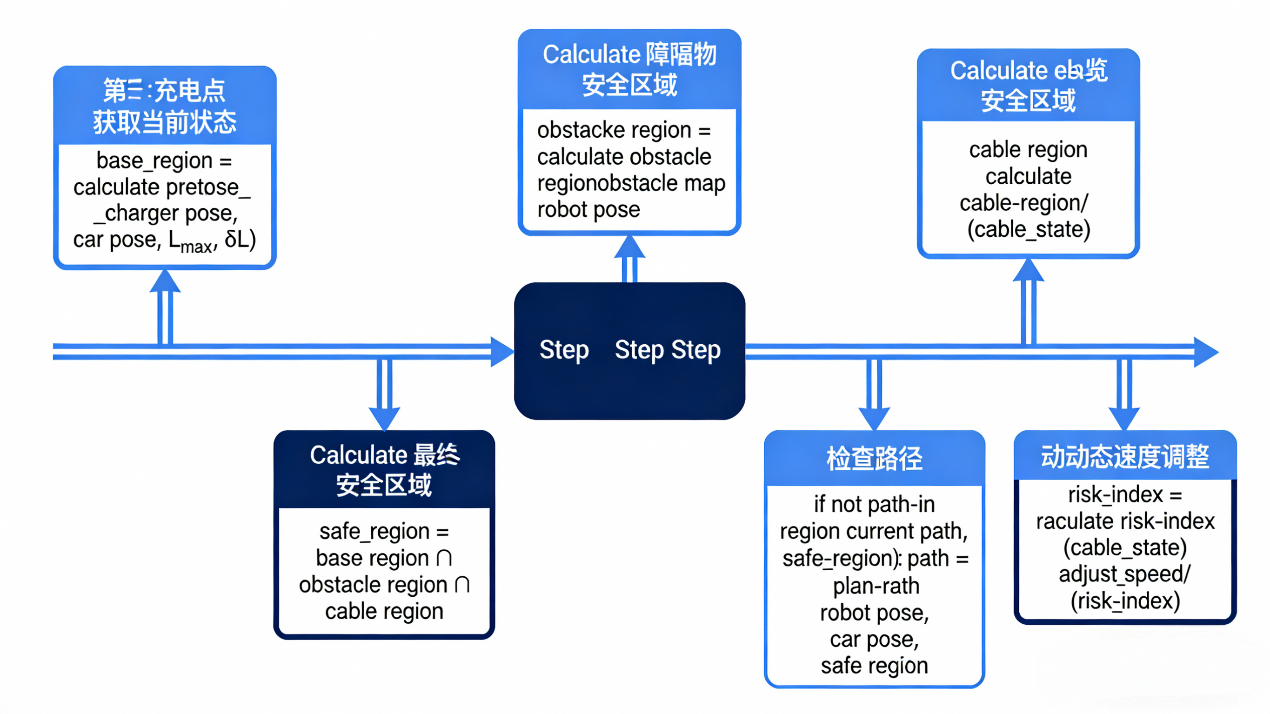 第:充电点
获取当前状态
base_region =
calculate pretose_
_charger pose,
car pose, Lmax, δL)
Calculate 障隔物
安全区域
obstacke region =
calculate obstacle
regionobstacle map
robot pose
Calculate 览
安全区域
cable region
calculate
cable-region/
(cable_state)
Step Step Step
Calculate 最终
安全区域
safe_region =
base region ∩
obstacle region ∩
cable region
检查路径
if not path-in
region current path,
safe-region): path =
plan-rath
robot pose,
car pose,
safe region
动动态速度调整
risk-index =
raculate risk-index
(cable_state)
adjust_speed/
(risk-index)